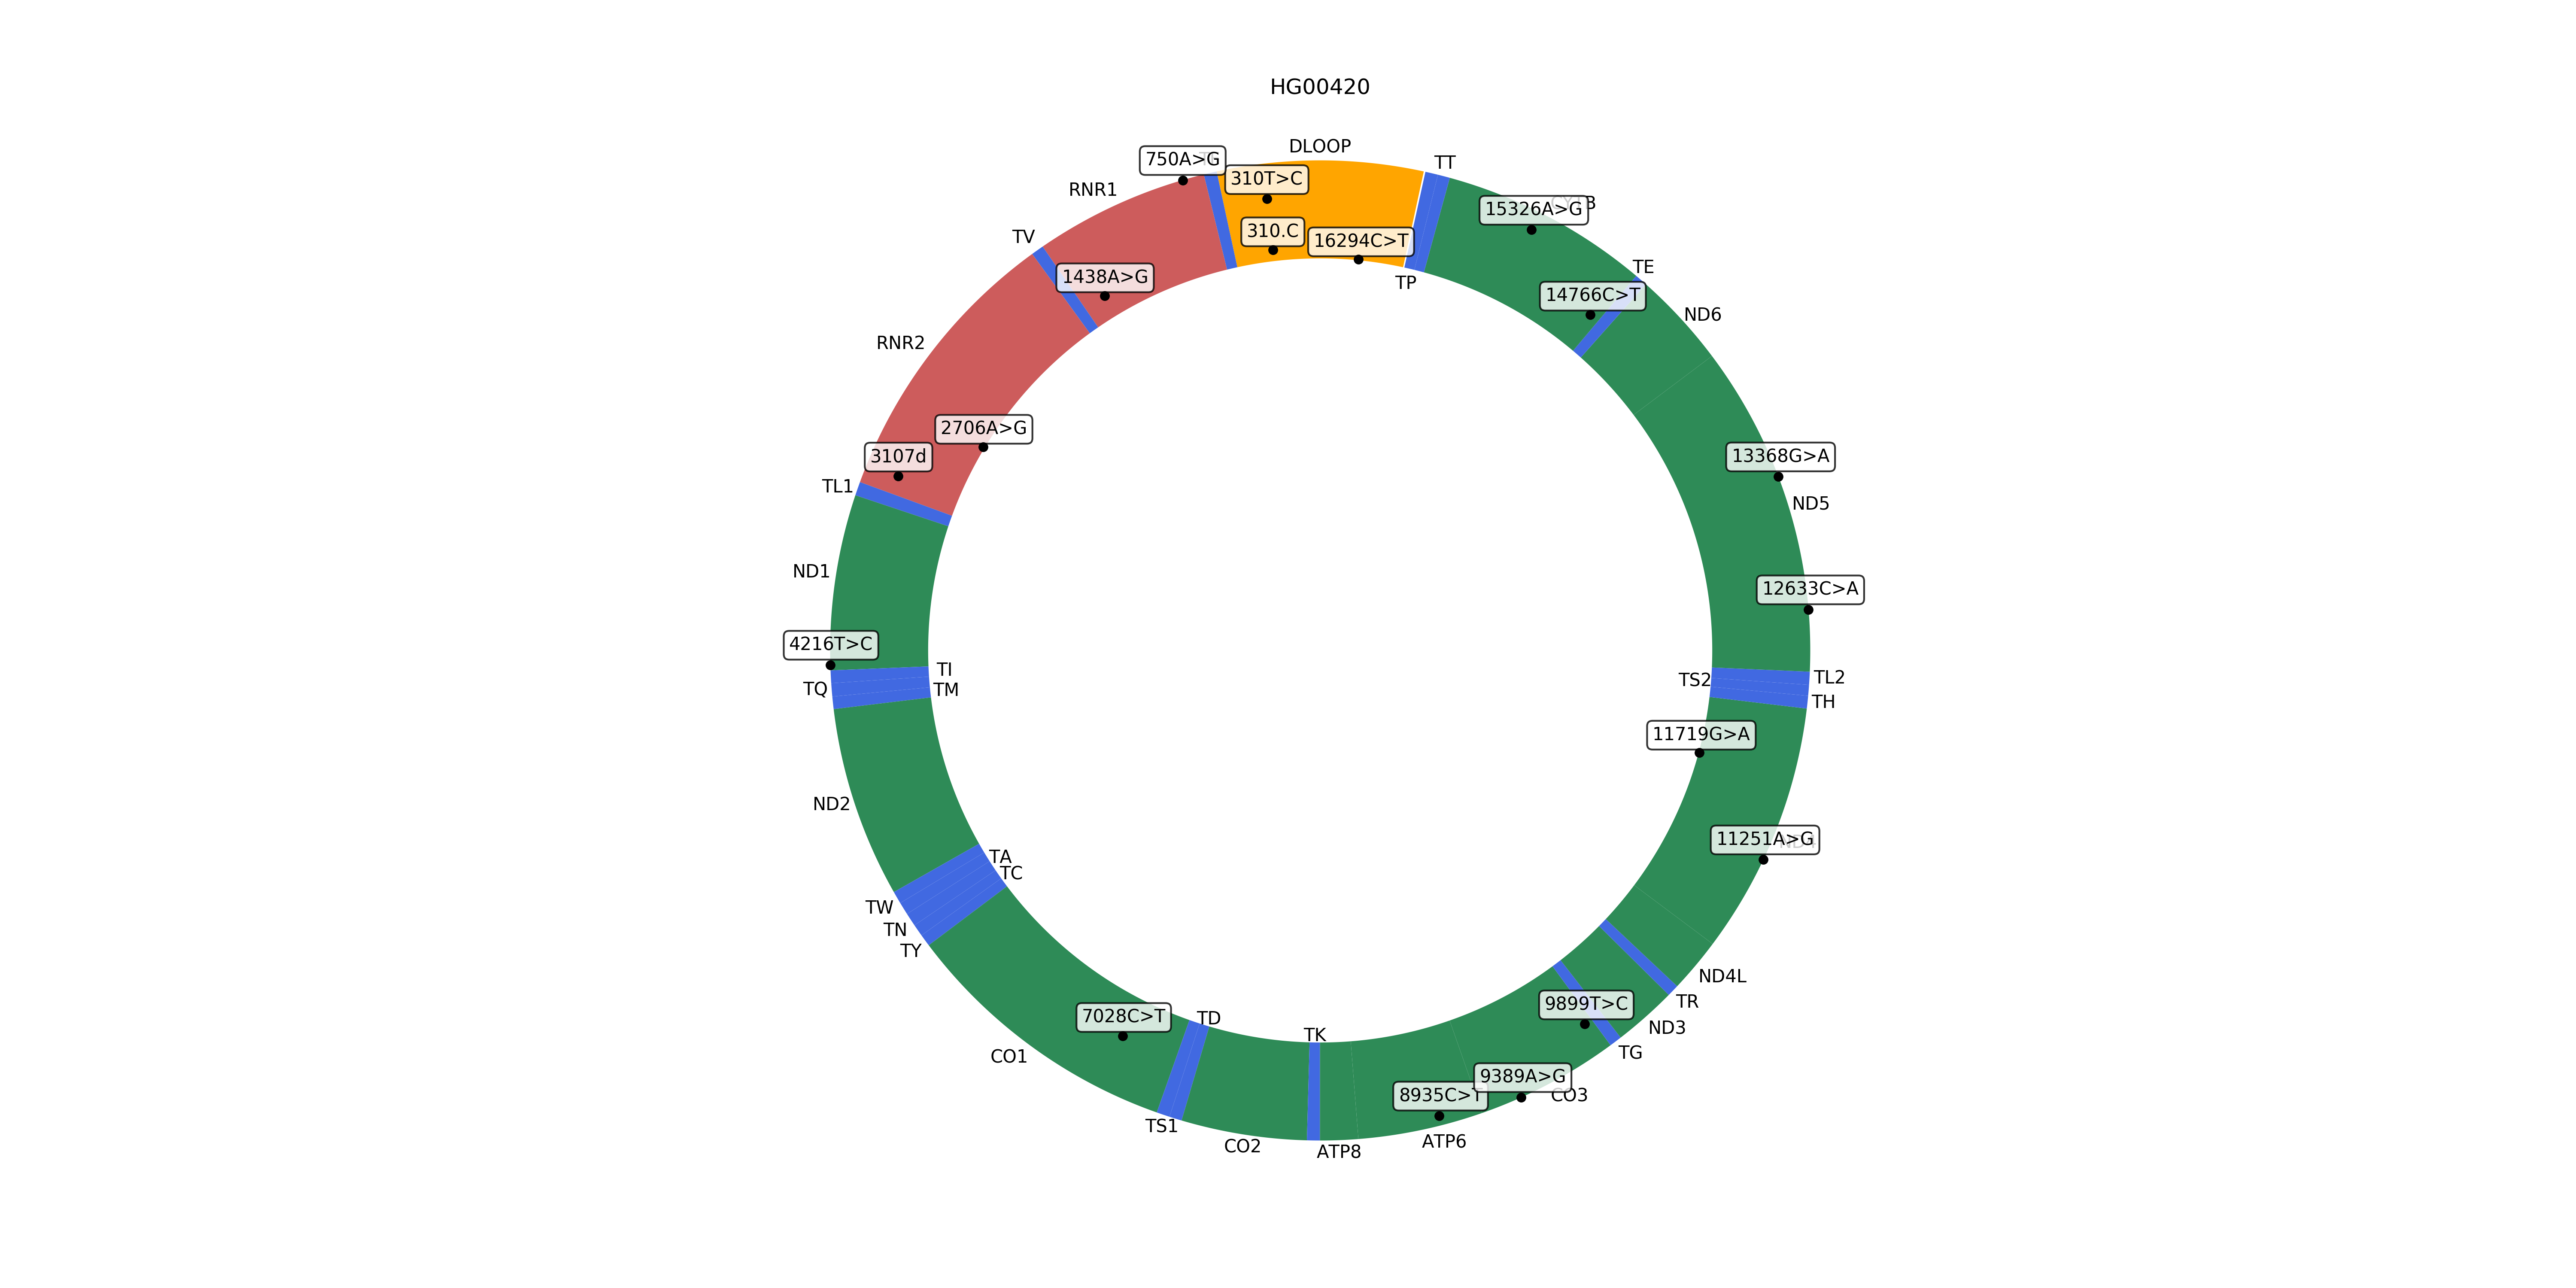 HG00420
DLOOP
750A>G
TT
310T>C
RNR1
15326A>G
310.C
TV
16294C>T
TE
1438A>G
TP
14766C>T
ND6
RNR2
2706A>G
3107d
13368G>A
TL1
ND5
ND1
12633C>A
4216T>C
TI
TQ
TM
TS2
TL2
TH
11719G>A
ND2
11251A>G
TA
TC
TW
TN
TY
ND4L
TR
9899T>C
7028C>T
TD
ND3
TK
CO1
TG
9389A>G
8935C>T
CO3
TS1
ATP6
CO2
ATP8